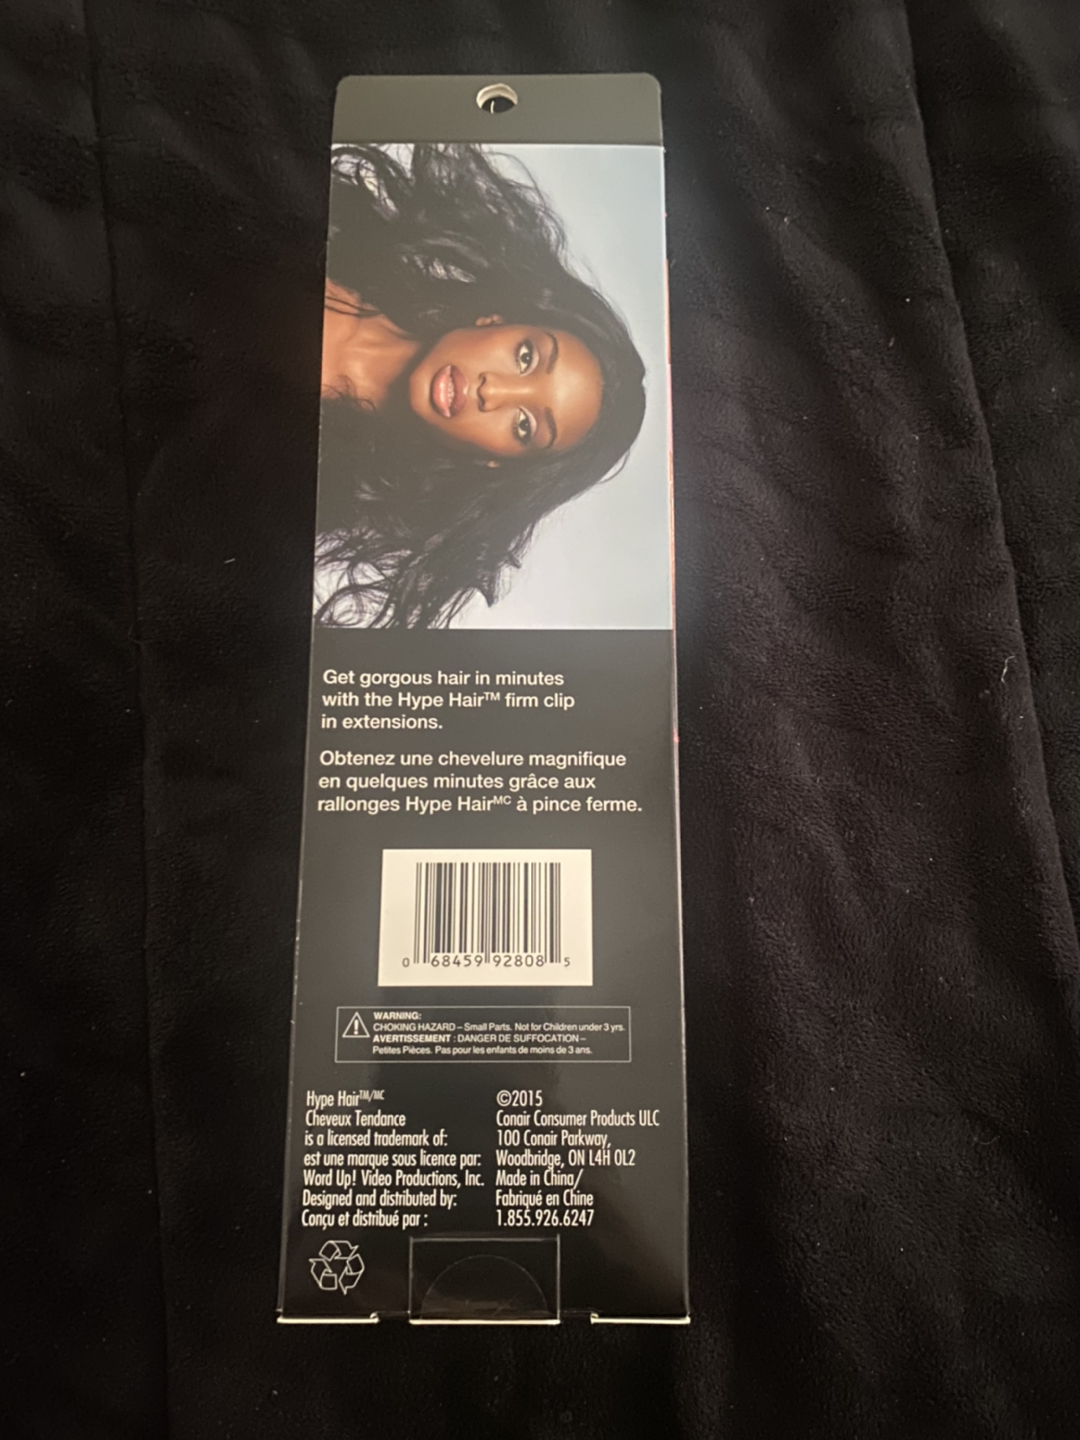 Get gorgous hair in minutes
with the Hype Hair™ firm clip
in extensions.
Obtenez une chevelure magnifique
en quelques minutes grâce aux
rallonges Hype Hairᴹᶜ à pince ferme.
0 68459 92808 5
WARNING:
CHOKING HAZARD – Small Parts. Not for Children under 3 yrs.
AVERTISSEMENT : DANGER DE SUFFOCATION –
Petites Pièces. Pas pour les enfants de moins de 3 ans.
Hype Hair™/ᴹᶜ
Cheveux Tendance
is a licensed trademark of:
est une marque sous licence par:
Word Up! Video Productions, Inc.
Designed and distributed by:
Conçu et distribué par :
©2015
Conair Consumer Products ULC
100 Conair Parkway,
Woodbridge, ON L4H 0L2
Made in China/
Fabriqué en Chine
1.855.926.6247